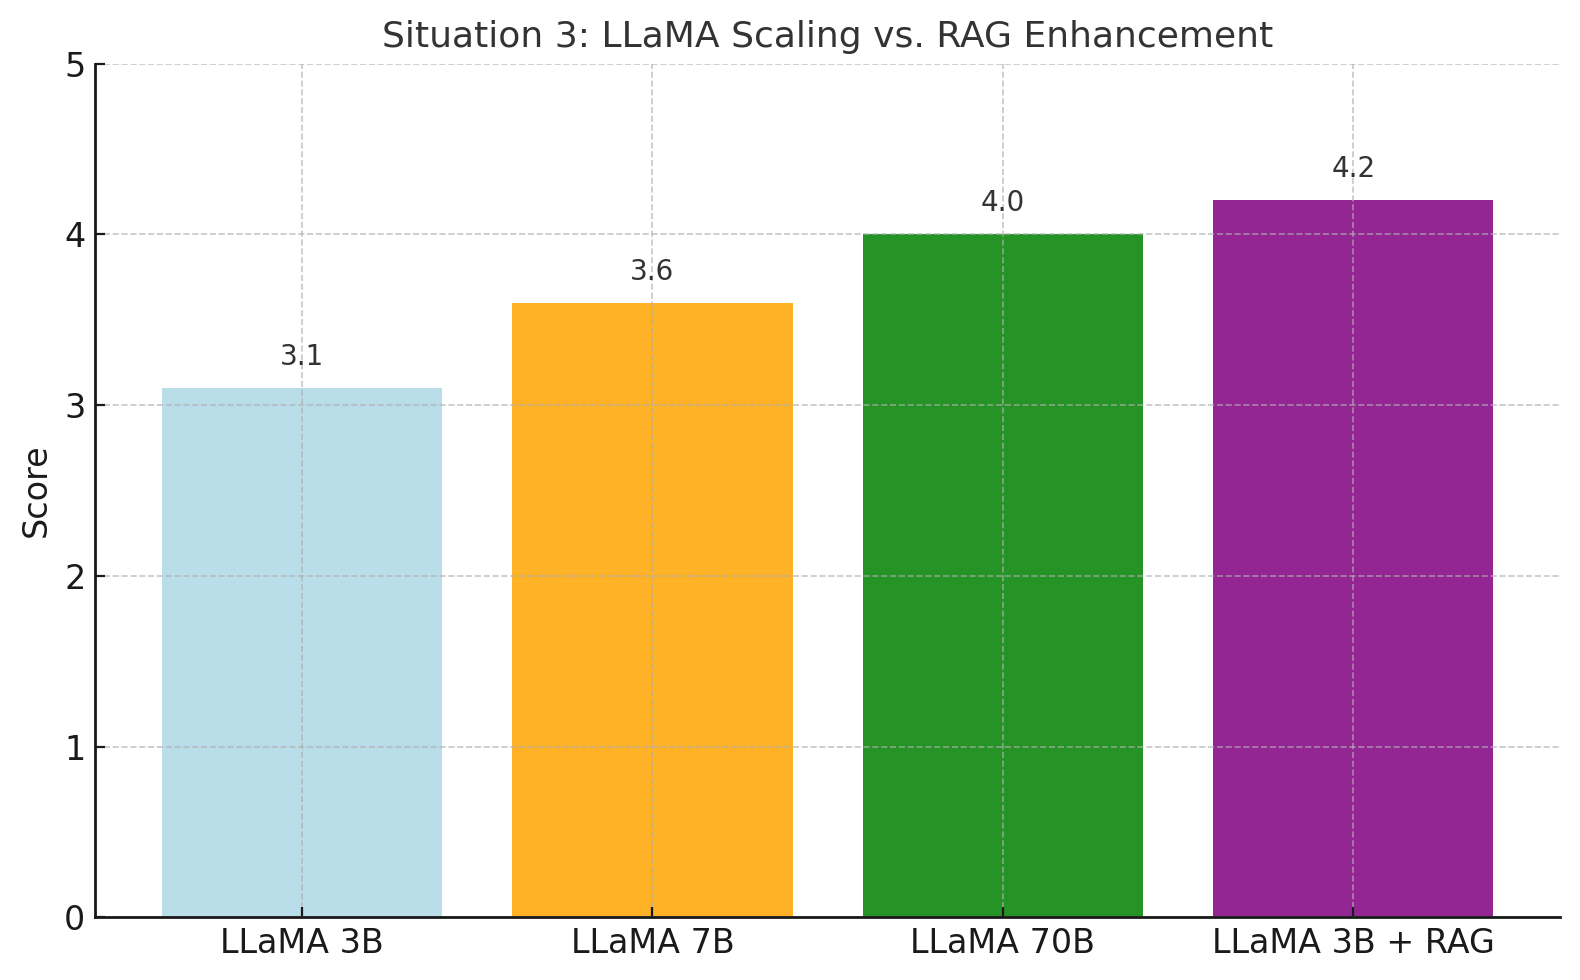 Situation 3: LLaMA Scaling vs. RAG Enhancement
5
4
3
2
1
0
Score
3.1
3.6
4.0
4.2
LLaMA 3B
LLaMA 7B
LLaMA 70B
LLaMA 3B + RAG